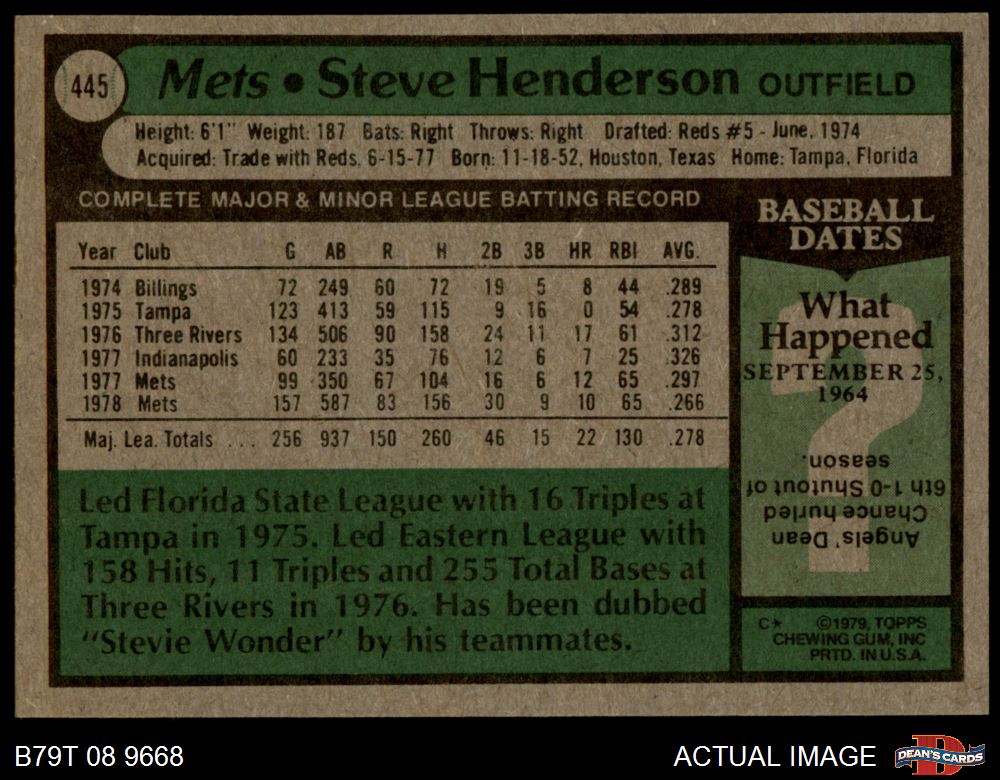 445
Mets • Steve Henderson OUTFIELD
Height: 6'1" Weight: 187 Bats: Right Throws: Right Drafted: Reds #5 - June, 1974
Acquired: Trade with Reds, 6-15-77 Born: 11-18-52, Houston, Texas Home: Tampa, Florida
COMPLETE MAJOR & MINOR LEAGUE BATTING RECORD
Year Club G AB R H 2B 3B HR RBI AVG.
1974 Billings 72 249 60 72 19 5 8 44 .289
1975 Tampa 123 413 59 115 9 16 0 54 .278
1976 Three Rivers 134 506 90 158 24 11 17 61 .312
1977 Indianapolis 60 233 35 76 12 6 7 25 .326
1977 Mets 99 350 67 104 16 6 12 65 .297
1978 Mets 157 587 83 156 30 9 10 65 .266
Maj. Lea. Totals . . . 256 937 150 260 46 15 22 130 .278
Led Florida State League with 16 Triples at
Tampa in 1975. Led Eastern League with
158 Hits, 11 Triples and 255 Total Bases at
Three Rivers in 1976. Has been dubbed
"Stevie Wonder" by his teammates.
BASEBALL
DATES
What
Happened
SEPTEMBER 25,
1964
Angels' Dean
Chance hurled
6th 1-0 Shutout of
season.
C* ©1979, TOPPS
CHEWING GUM, INC
PRTD. IN U.S.A.
B79T 08 9668
ACTUAL IMAGE
DEAN'S CARDS